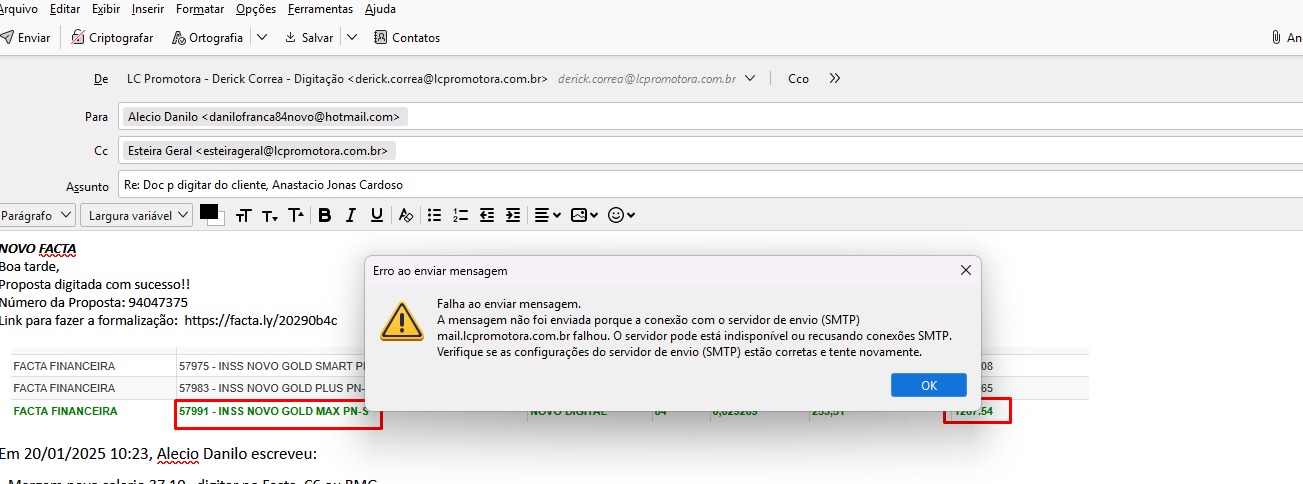 Arquivo Editar Exibir Inserir Formatar Opções Ferramentas Ajuda
Enviar Criptografar Ortografia Salvar Contatos
De LC Promotora - Derick Correa - Digitação <derick.correa@lcpromotora.com.br> derick.correa@lcpromotora.com.br Cco
Para Alecio Danilo <danilofranca84novo@hotmail.com>
Cc Esteira Geral <esteirageral@lcpromotora.com.br>
Assunto Re: Doc p digitar do cliente, Anastacio Jonas Cardoso
Parágrafo Largura variável
NOVO FACTA
Boa tarde,
Proposta digitada com sucesso!!
Número da Proposta: 94047375
Link para fazer a formalização: https://facta.ly/20290b4c
Erro ao enviar mensagem
Falha ao enviar mensagem.
A mensagem não foi enviada porque a conexão com o servidor de envio (SMTP)
mail.lcpromotora.com.br falhou. O servidor pode está indisponível ou recusando conexões SMTP.
Verifique se as configurações do servidor de envio (SMTP) estão corretas e tente novamente.
OK
FACTA FINANCEIRA 57975 - INSS NOVO GOLD SMART 08
FACTA FINANCEIRA 57983 - INSS NOVO GOLD PLUS PN- 65
FACTA FINANCEIRA 57991 - INSS NOVO GOLD MAX PN-S NOVO DIGITAL 84 0,029269 253,51 1267.54
Em 20/01/2025 10:23, Alecio Danilo escreveu: